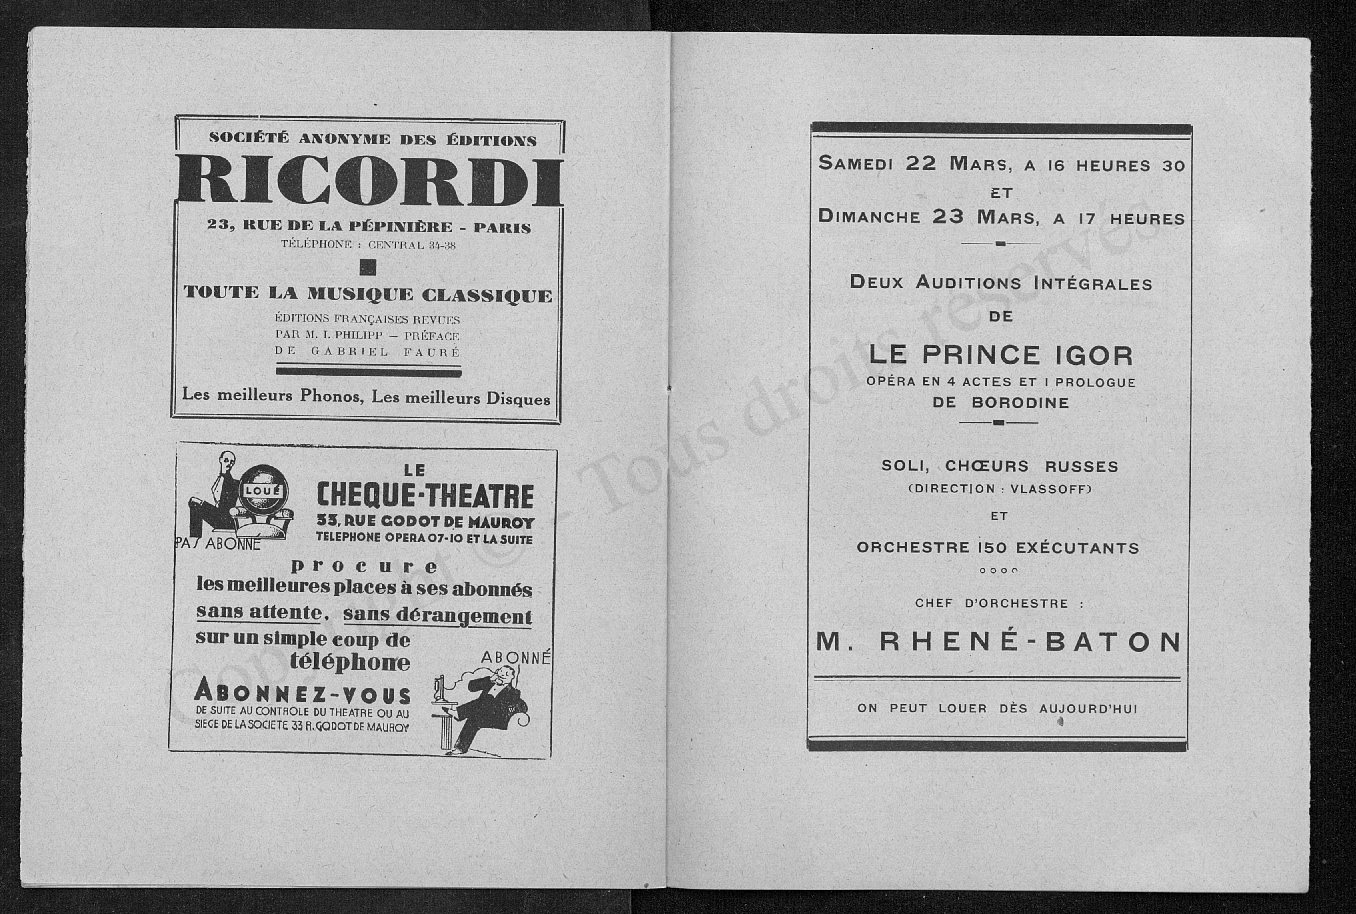 SOCIÉTÉ ANONYME DES ÉDITIONS
RICORDI
23, RUE DE LA PÉPINIÈRE - PARIS
TÉLÉPHONE : CENTRAL 34-38
TOUTE LA MUSIQUE CLASSIQUE
ÉDITIONS FRANÇAISES REVUES
PAR M. I. PHILIPP — PRÉFACE
DE GABRIEL FAURÉ
Les meilleurs Phonos, Les meilleurs Disques
LOUÉ
PAS ABONNÉ
LE
CHEQUE-THEATRE
33, RUE GODOT DE MAUROY
TELEPHONE OPERA 07-10 ET LA SUITE
procure
les meilleures places à ses abonnés
sans attente, sans dérangement
sur un simple coup de
téléphone
ABONNÉ
ABONNEZ-VOUS
DE SUITE AU CONTROLE DU THEATRE OU AU
SIEGE DE LA SOCIETE 33 R. GODOT DE MAUROY
SAMEDI 22 MARS, A 16 HEURES 30
ET
DIMANCHE 23 MARS, A 17 HEURES
DEUX AUDITIONS INTÉGRALES
DE
LE PRINCE IGOR
OPÉRA EN 4 ACTES ET 1 PROLOGUE
DE BORODINE
SOLI, CHŒURS RUSSES
(DIRECTION : VLASSOFF)
ET
ORCHESTRE 150 EXÉCUTANTS
CHEF D'ORCHESTRE :
M. RHENÉ-BATON
ON PEUT LOUER DÈS AUJOURD'HUI
Copyright © - Tous droits réservés